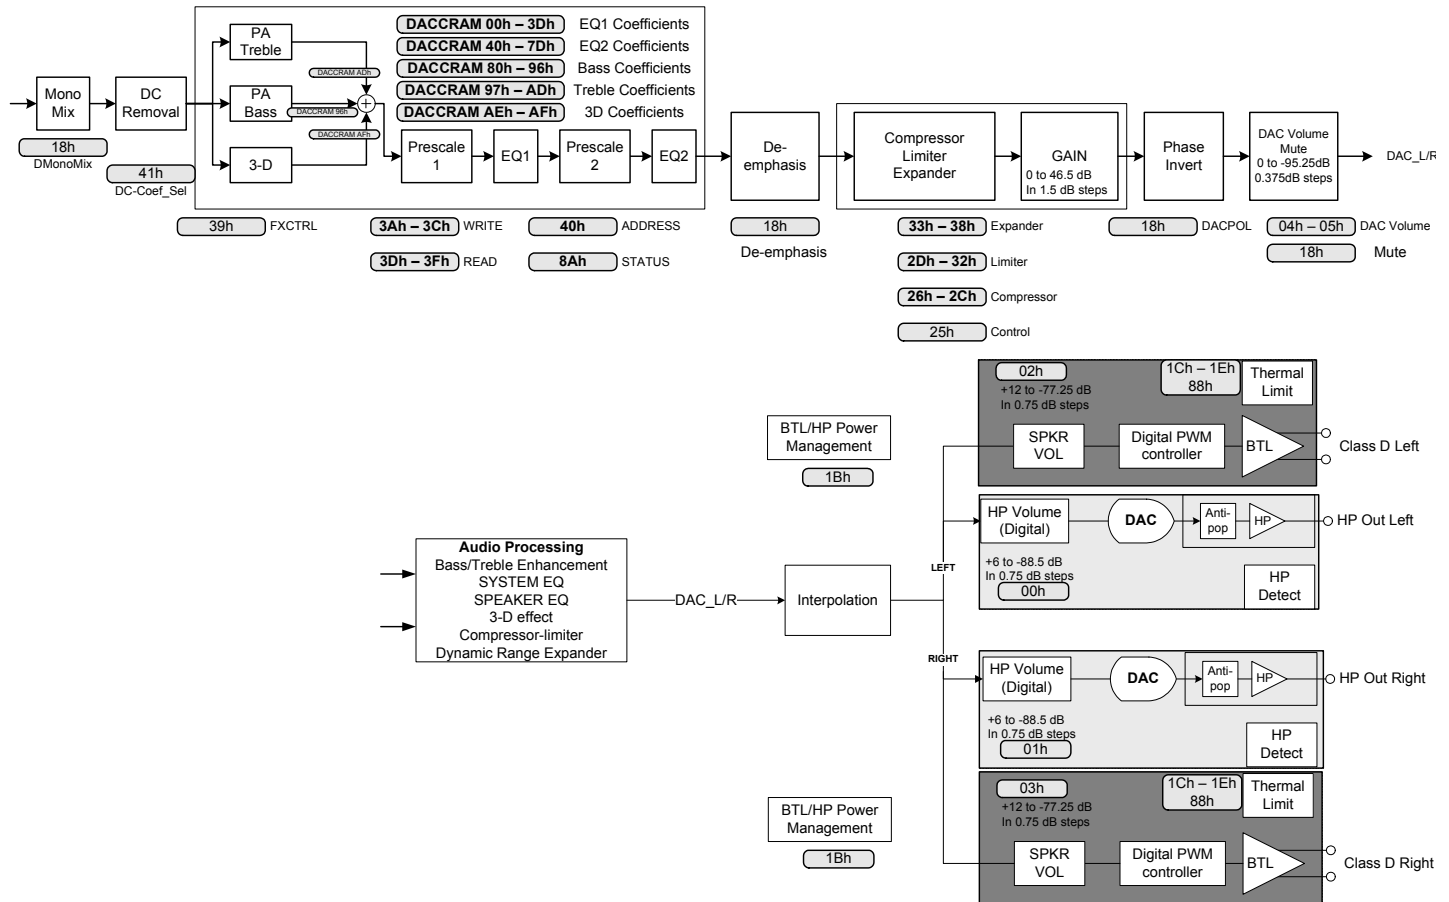 PA
Treble
DACCRAM 00h – 3Dh EQ1 Coefficients
DACCRAM 40h – 7Dh EQ2 Coefficients
DACCRAM 80h – 96h Bass Coefficients
DACCRAM 97h – ADh Treble Coefficients
DACCRAM AEh – AFh 3D Coefficients
DACCRAM ADh
Mono
Mix
DC
Removal
PA
Bass
DACCRAM 96h
DACCRAM AFh
3-D
Prescale
1
EQ1
Prescale
2
EQ2
De-
emphasis
Compressor
Limiter
Expander
GAIN
0 to 46.5 dB
In 1.5 dB steps
Phase
Invert
DAC Volume
Mute
0 to -95.25dB
0.375dB steps
DAC_L/R
18h
DMonoMix
41h
DC-Coef_Sel
39h FXCTRL
3Ah – 3Ch WRITE
40h ADDRESS
3Dh – 3Fh READ
8Ah STATUS
18h
De-emphasis
33h – 38h Expander
2Dh – 32h Limiter
26h – 2Ch Compressor
25h Control
18h DACPOL
04h – 05h DAC Volume
18h Mute
02h
+12 to -77.25 dB
In 0.75 dB steps
1Ch – 1Eh
88h
Thermal
Limit
BTL/HP Power
Management
1Bh
SPKR
VOL
Digital PWM
controller
BTL
Class D Left
HP Volume
(Digital)
DAC
Anti-
pop
HP
HP Out Left
+6 to -88.5 dB
In 0.75 dB steps
00h
HP
Detect
Audio Processing
Bass/Treble Enhancement
SYSTEM EQ
SPEAKER EQ
3-D effect
Compressor-limiter
Dynamic Range Expander
DAC_L/R
Interpolation
LEFT
RIGHT
HP Volume
(Digital)
DAC
Anti-
pop
HP
HP Out Right
+6 to -88.5 dB
In 0.75 dB steps
01h
HP
Detect
03h
+12 to -77.25 dB
In 0.75 dB steps
1Ch – 1Eh
88h
Thermal
Limit
BTL/HP Power
Management
1Bh
SPKR
VOL
Digital PWM
controller
BTL
Class D Right